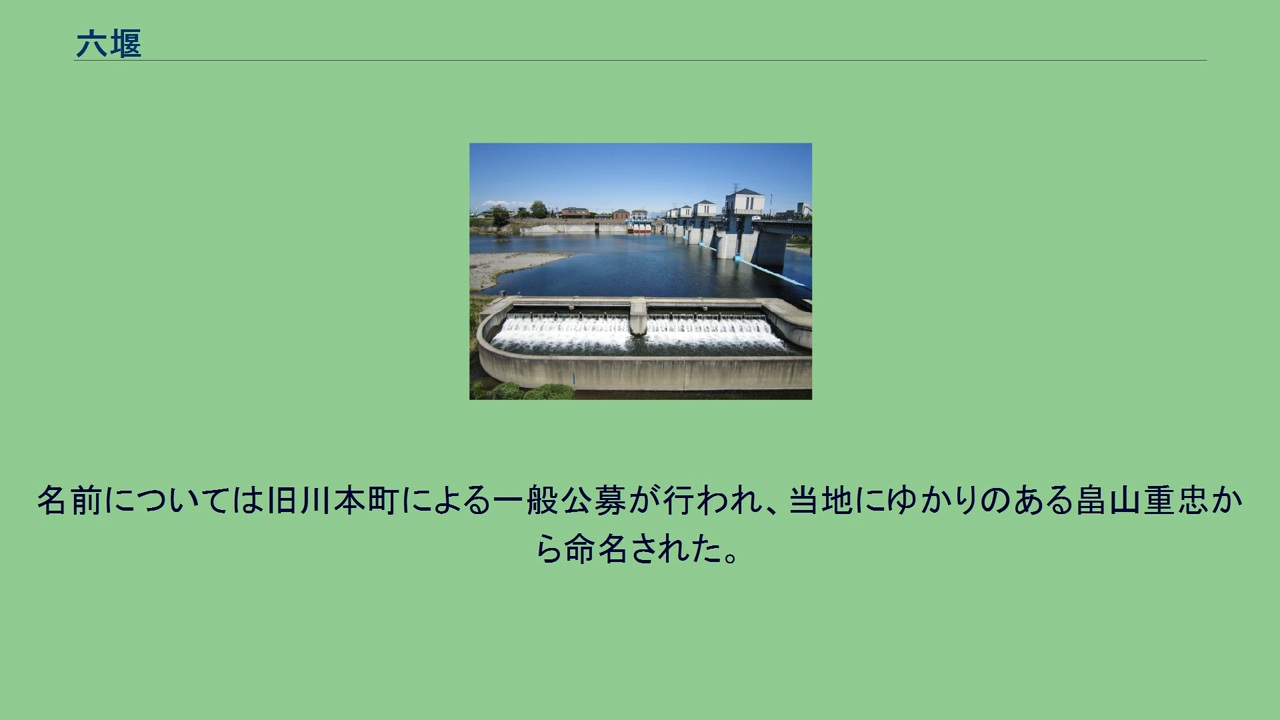 六堰
名前については旧川本町による一般公募が行われ、当地にゆかりのある畠山重忠か
ら命名された。